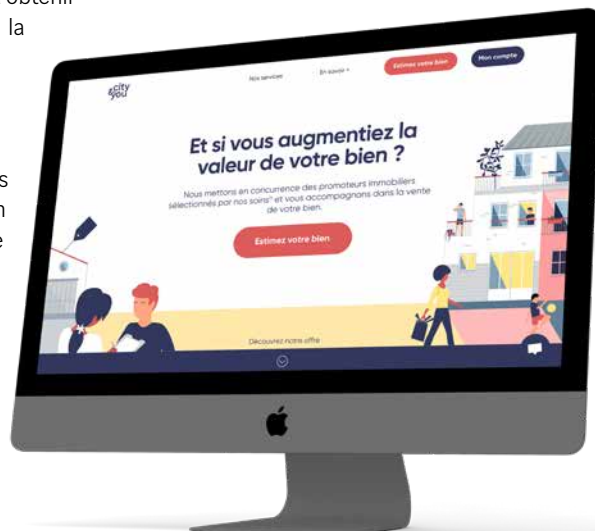 obtenir
la
s
n
e
city
you
Nos services
En savoir +
Estimez votre bien
Mon compte
Et si vous augmentiez la
valeur de votre bien ?
Nous mettons en concurrence des promoteurs immobiliers
sélectionnés par nos soins* et vous accompagnons dans la vente
de votre bien.
Estimez votre bien
Découvrez notre offre